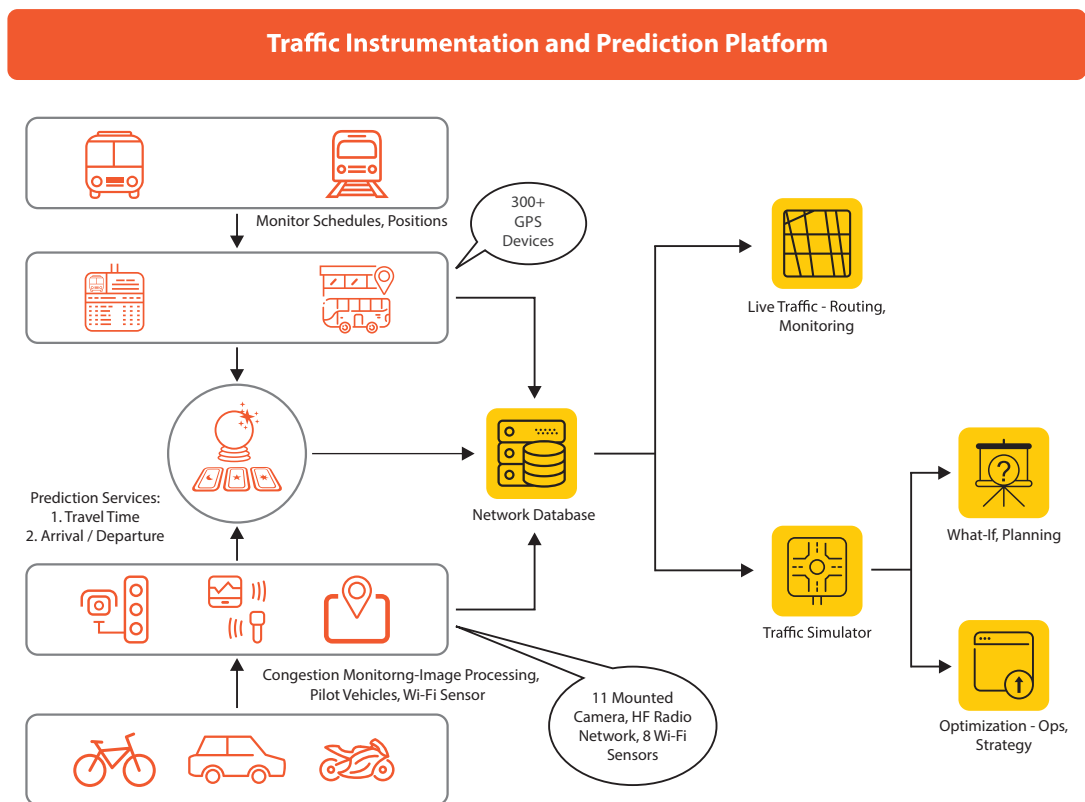 Traffic Instrumentation and Prediction Platform
Monitor Schedules, Positions
300+
GPS
Devices
Live Traffic - Routing,
Monitoring
Prediction Services:
1. Travel Time
2. Arrival / Departure
Network Database
?
What-If, Planning
Traffic Simulator
Congestion Monitorng-Image Processing,
Pilot Vehicles, Wi-Fi Sensor
11 Mounted
Camera, HF Radio
Network, 8 Wi-Fi
Sensors
Optimization - Ops,
Strategy